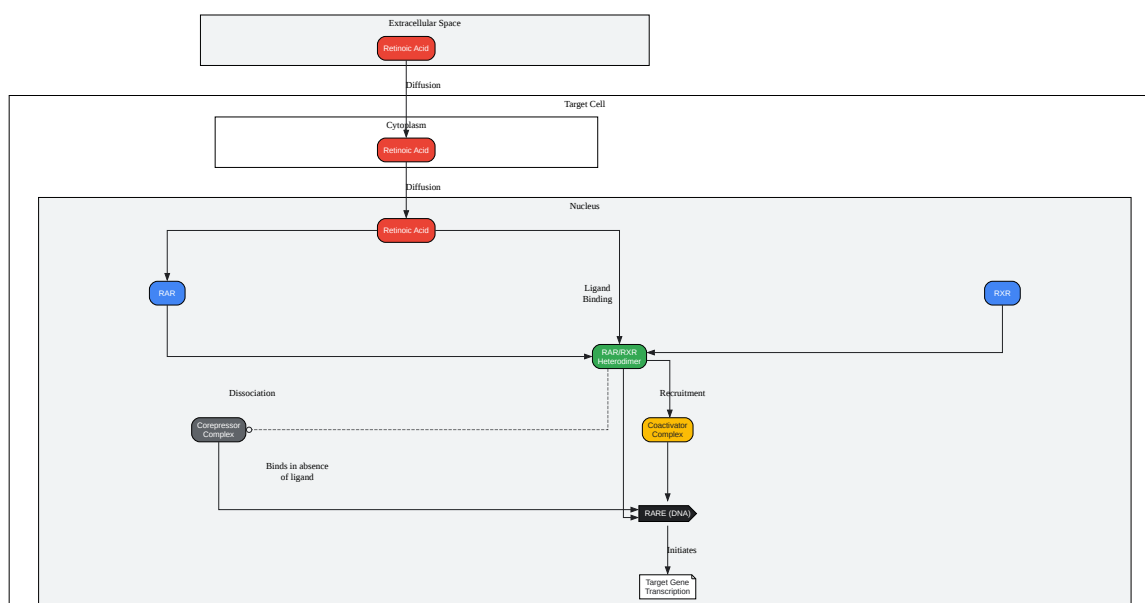 Extracellular Space
Retinoic Acid
Diffusion
Target Cell
Cytoplasm
Retinoic Acid
Diffusion
Nucleus
Retinoic Acid
RAR
Ligand
Binding
RXR
RAR/RXR
Heterodimer
Dissociation
Recruitment
Corepressor
Complex
Coactivator
Complex
Binds in absence
of ligand
RARE (DNA)
Initiates
Target Gene
Transcription